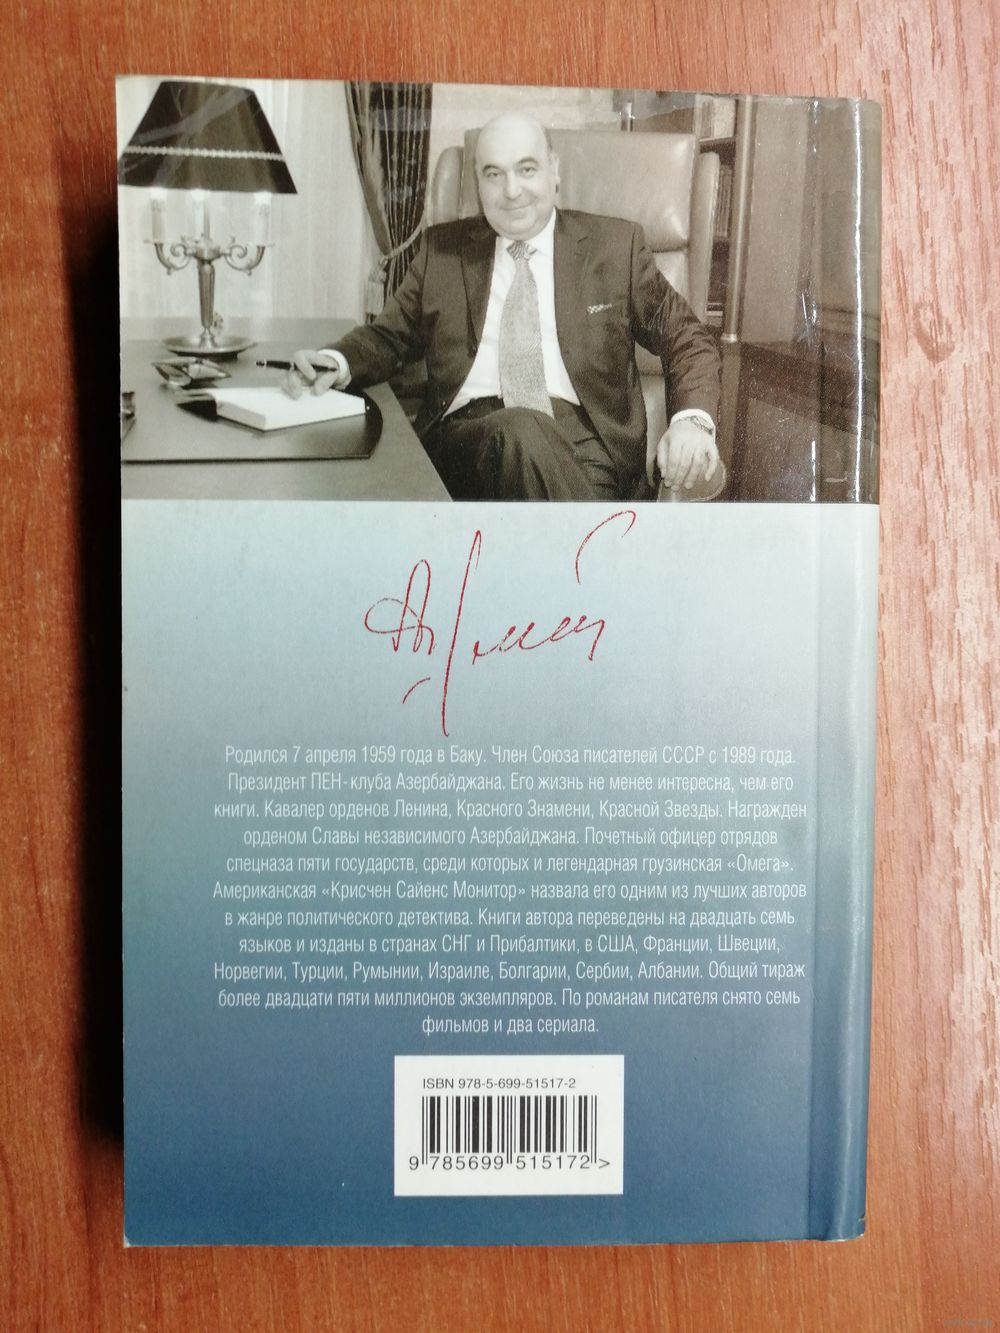 Родился 7 апреля 1959 года в Баку. Член Союза писателей СССР с 1989 года.
Президент ПЕН-клуба Азербайджана. Его жизнь не менее интересна, чем его
книги. Кавалер орденов Ленина, Красного Знамени, Красной Звезды. Награжден
орденом Славы независимого Азербайджана. Почетный офицер отрядов
спецназа пяти государств, среди которых и легендарная грузинская «Омега».
Американская «Крисчен Сайенс Монитор» назвала его одним из лучших авторов
в жанре политического детектива. Книги автора переведены на двадцать семь
языков и изданы в странах СНГ и Прибалтики, в США, Франции, Швеции,
Норвегии, Турции, Румынии, Израиле, Болгарии, Сербии, Албании. Общий тираж
более двадцати пяти миллионов экземпляров. По романам писателя снято семь
фильмов и два сериала.
ISBN 978-5-699-51517-2
9 785699 515172 >